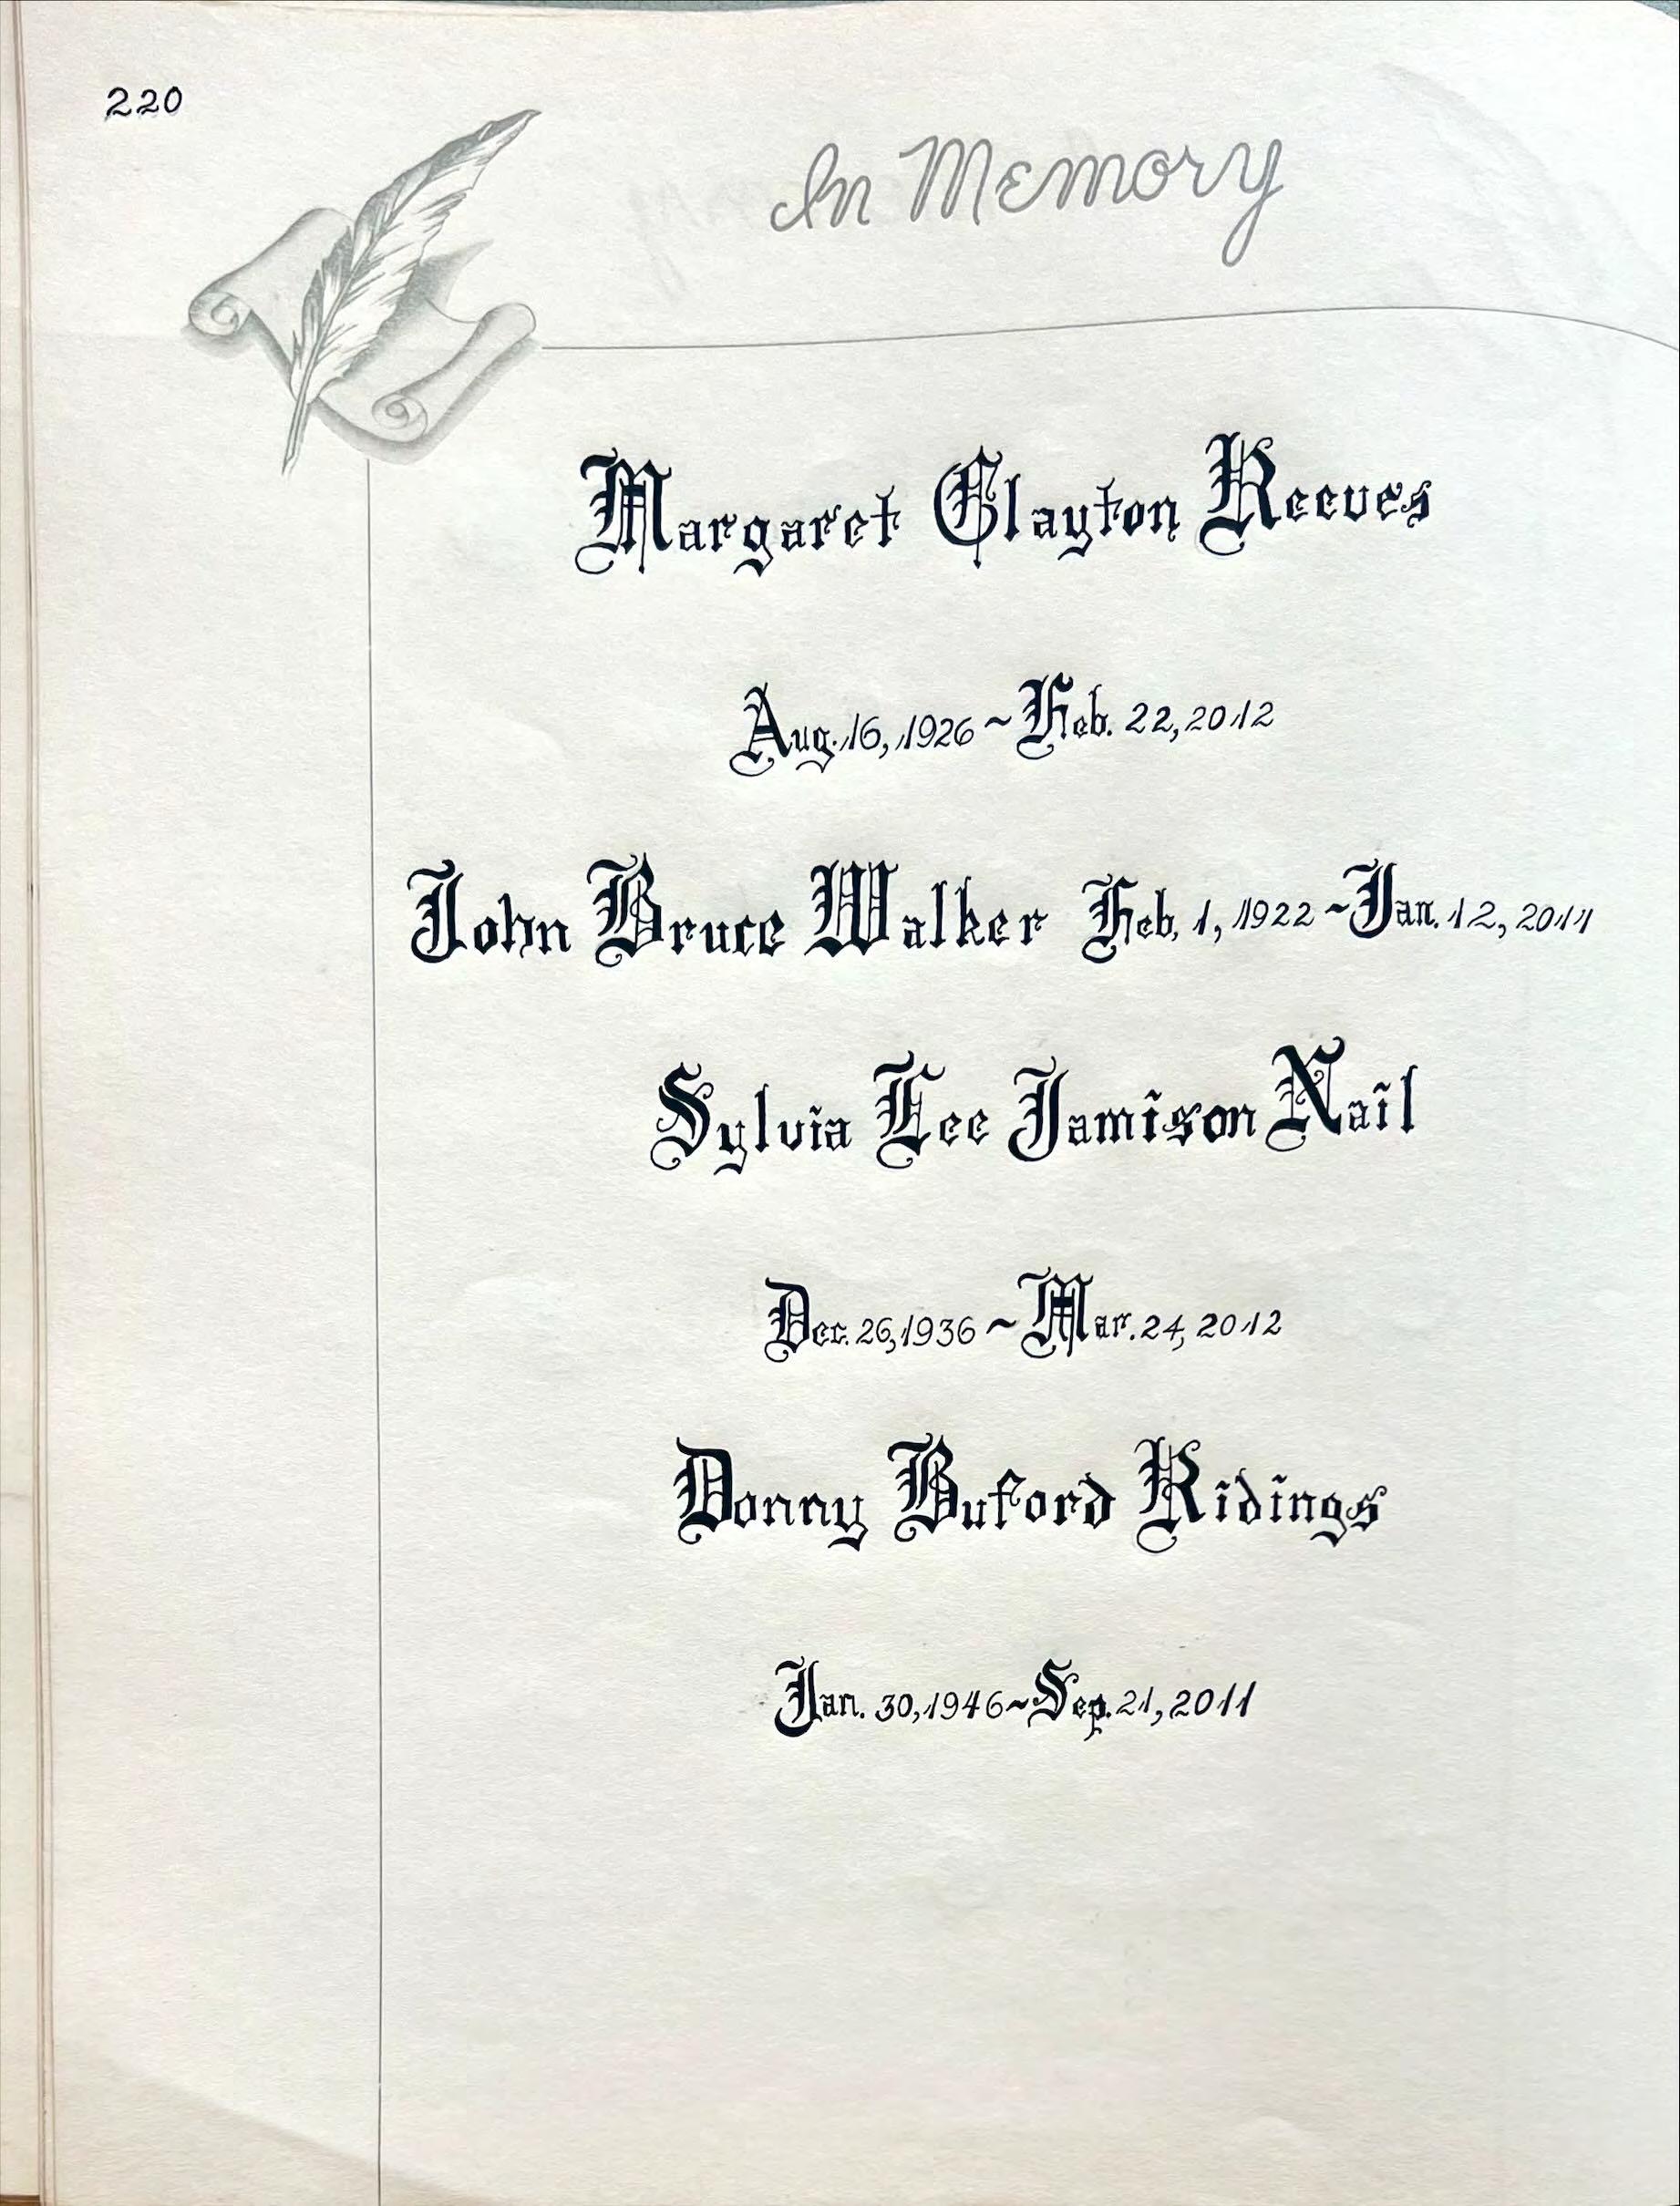 220
In Memory
Margaret Clayton Reeves
Aug. 16, 1926 ~ Feb. 22, 2012
John Bruce Walker Feb. 1, 1922 ~ Jan. 12, 2011
Sylvia Lee Jamison Nail
Dec. 26, 1936 ~ Mar. 24, 2012
Donny Buford Ridings
Jan. 30, 1946 ~ Sep. 21, 2011